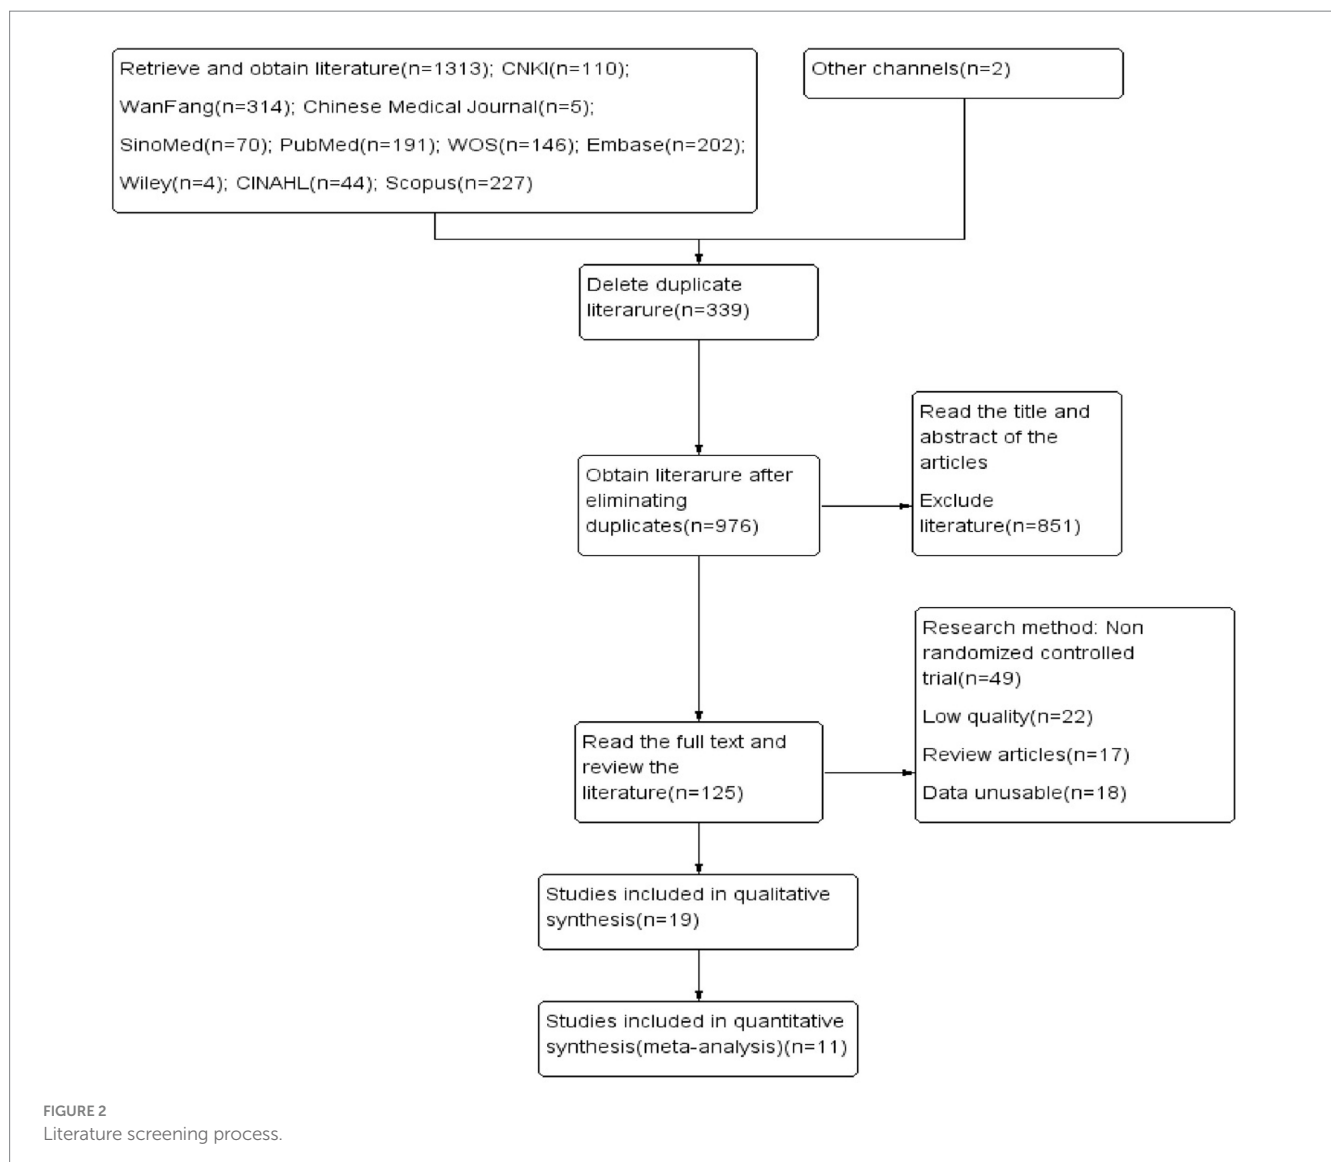 Retrieve and obtain literature(n=1313); CNKI(n=110);
WanFang(n=314); Chinese Medical Journal(n=5);
SinoMed(n=70); PubMed(n=191); WOS(n=146); Embase(n=202);
Wiley(n=4); CINAHL(n=44); Scopus(n=227)
Other channels(n=2)
Delete duplicate
literarure(n=339)
Obtain literarure after
eliminating
duplicates(n=976)
Read the title and
abstract of the
articles
Exclude
literature(n=851)
Read the full text and
review the
literature(n=125)
Research method: Non
randomized controlled
trial(n=49)
Low quality(n=22)
Review articles(n=17)
Data unusable(n=18)
Studies included in qualitative
synthesis(n=19)
Studies included in quantitative
synthesis(meta-analysis)(n=11)
FIGURE 2
Literature screening process.